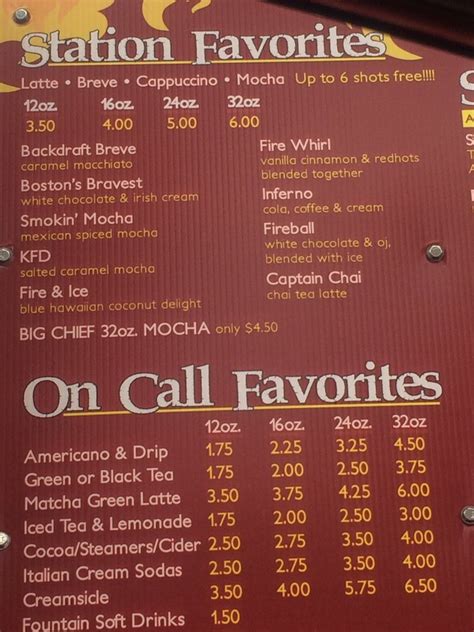 Station Favorites
Latte • Breve • Cappuccino • Mocha Up to 6 shots free!!!!
12oz. 16oz. 24oz. 32oz
3.50 4.00 5.00 6.00
Backdraft Breve
caramel macchiato
Boston's Bravest
white chocolate & irish cream
Smokin' Mocha
mexican spiced mocha
KFD
salted caramel mocha
Fire & Ice
blue hawaiian coconut delight
Fire Whirl
vanilla cinnamon & redhots
blended together
Inferno
cola, coffee & cream
Fireball
white chocolate & oj,
blended with ice
Captain Chai
chai tea latte
BIG CHIEF 32oz. MOCHA only $4.50
On Call Favorites
12oz. 16oz. 24oz. 32oz
Americano & Drip 1.75 2.25 3.25 4.50
Green or Black Tea 1.75 2.00 2.50 3.75
Matcha Green Latte 3.50 3.75 4.25 6.00
Iced Tea & Lemonade 1.75 2.00 2.50 3.00
Cocoa/Steamers/Cider 2.50 2.75 3.50 4.00
Italian Cream Sodas 2.50 2.75 3.50 4.00
Creamsicle 3.50 4.00 5.75 6.50
Fountain Soft Drinks 1.50